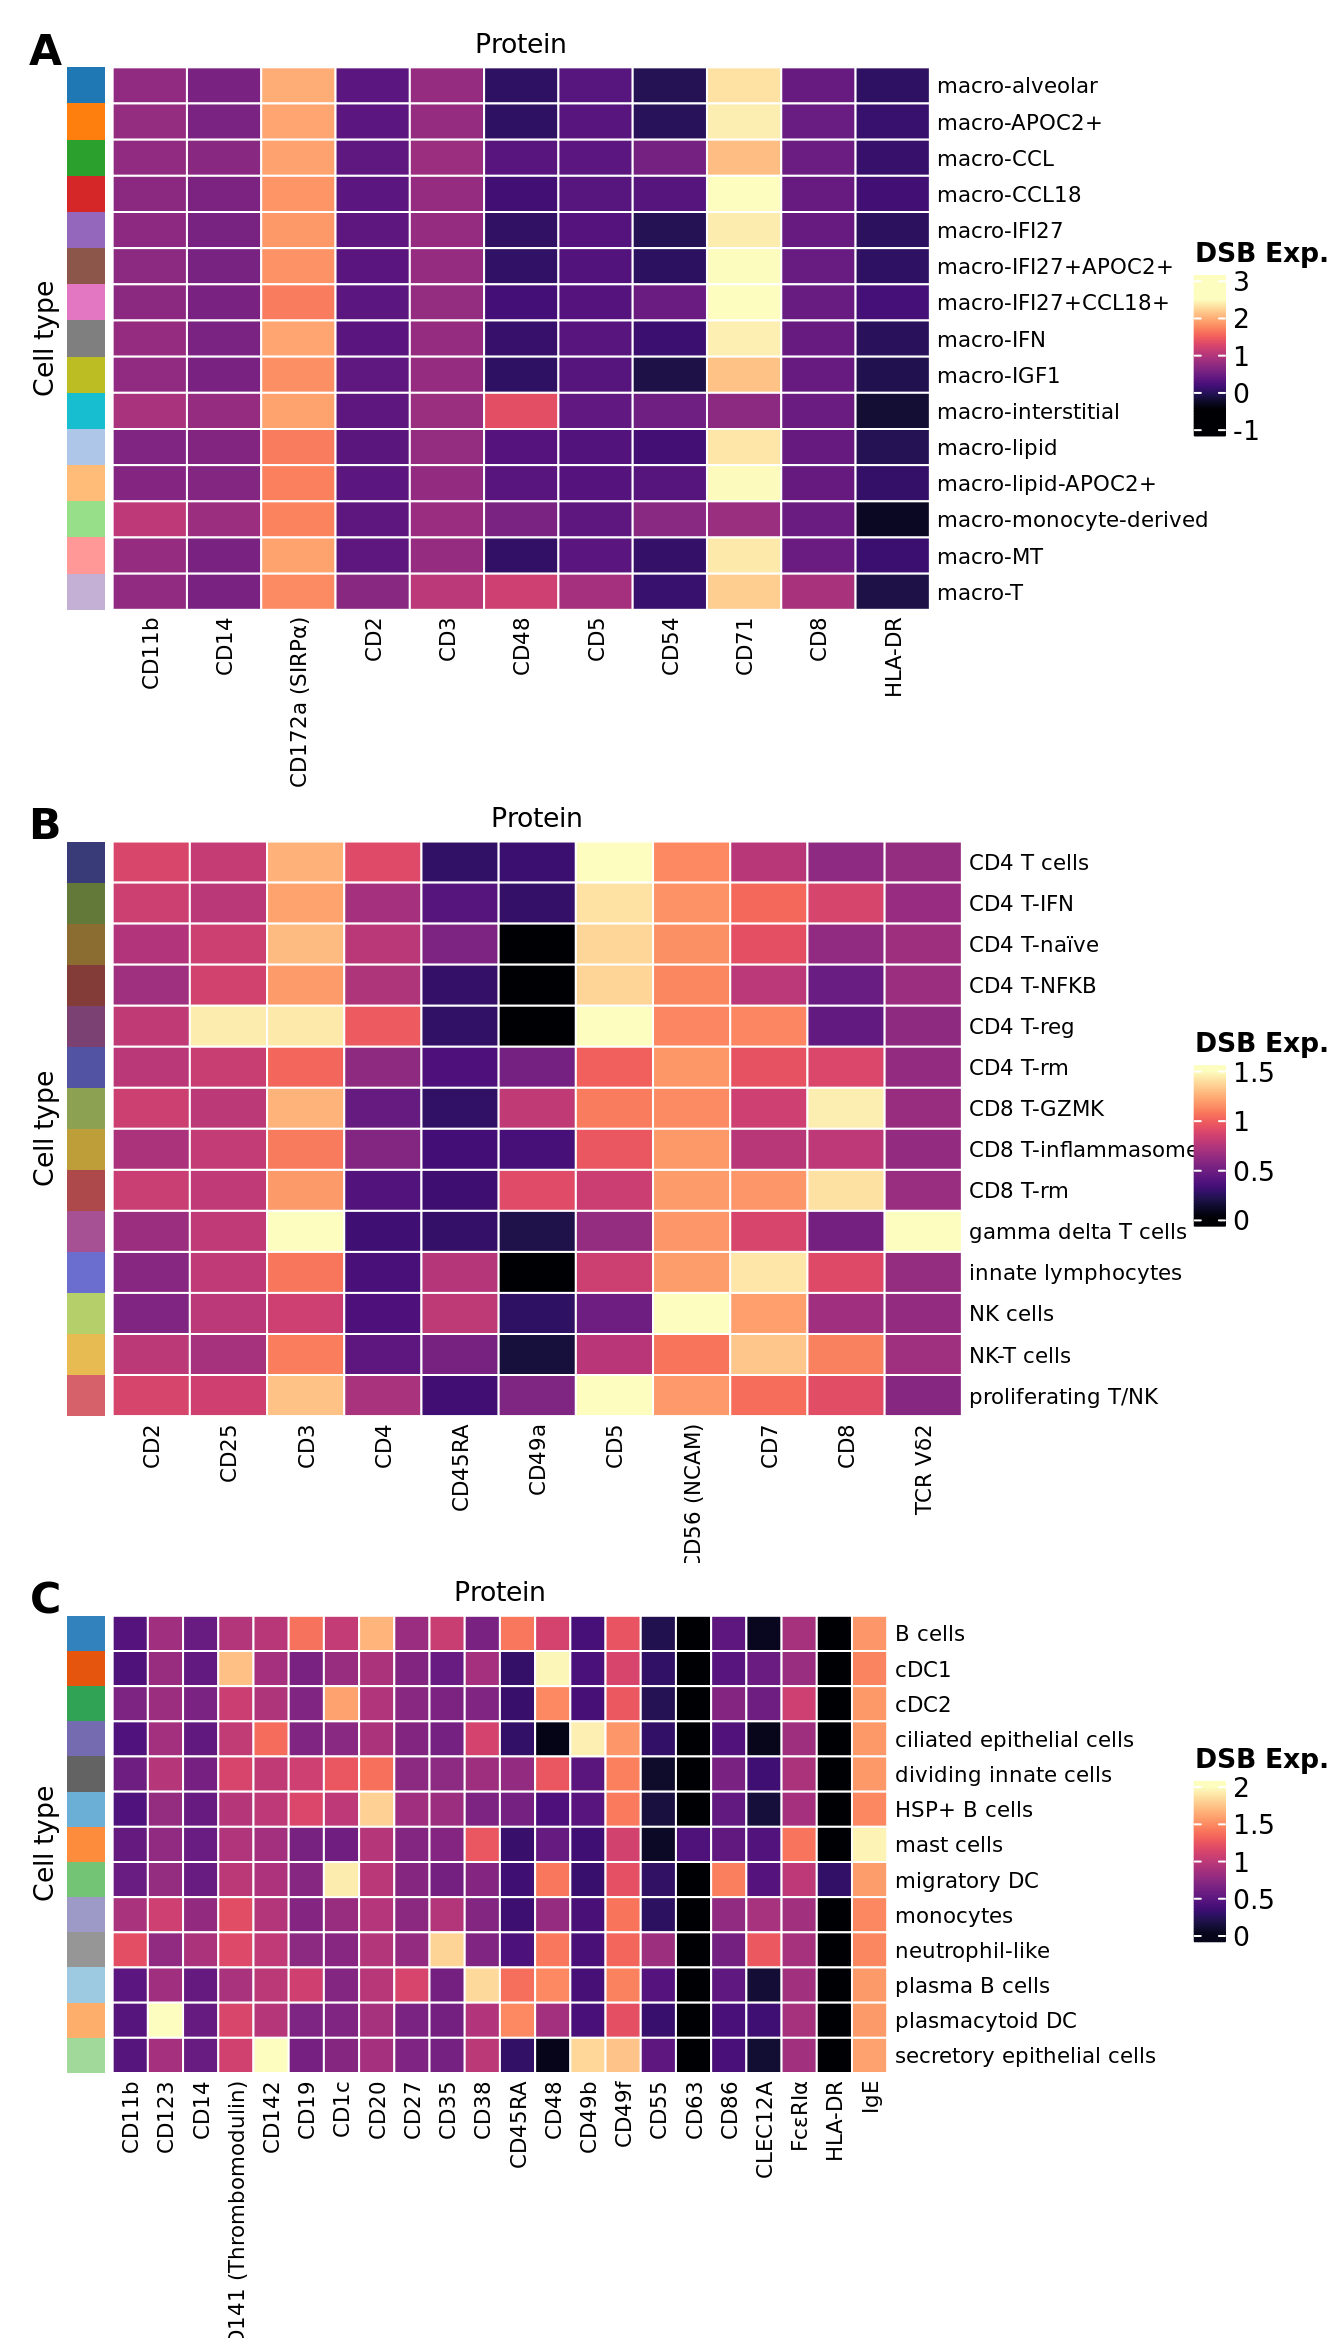 A
Protein
Cell type
macro-alveolar
macro-APOC2+
macro-CCL
macro-CCL18
macro-IFI27
macro-IFI27+APOC2+
macro-IFI27+CCL18+
macro-IFN
macro-IGF1
macro-interstitial
macro-lipid
macro-lipid-APOC2+
macro-monocyte-derived
macro-MT
macro-T
CD11b
CD14
CD172a (SIRPα)
CD2
CD3
CD48
CD5
CD54
CD71
CD8
HLA-DR
DSB Exp.
3
2
1
0
-1
B
Protein
Cell type
CD4 T cells
CD4 T-IFN
CD4 T-naïve
CD4 T-NFKB
CD4 T-reg
CD4 T-rm
CD8 T-GZMK
CD8 T-inflammasome
CD8 T-rm
gamma delta T cells
innate lymphocytes
NK cells
NK-T cells
proliferating T/NK
CD2
CD25
CD3
CD4
CD45RA
CD49a
CD5
CD56 (NCAM)
CD7
CD8
TCR Vδ2
DSB Exp.
1.5
1
0.5
0
C
Protein
Cell type
B cells
cDC1
cDC2
ciliated epithelial cells
dividing innate cells
HSP+ B cells
mast cells
migratory DC
monocytes
neutrophil-like
plasma B cells
plasmacytoid DC
secretory epithelial cells
CD11b
CD123
CD14
D141 (Thrombomodulin)
CD142
CD19
CD1c
CD20
CD27
CD35
CD38
CD45RA
CD48
CD49b
CD49f
CD55
CD63
CD86
CLEC12A
FcεRIα
HLA-DR
IgE
DSB Exp.
2
1.5
1
0.5
0